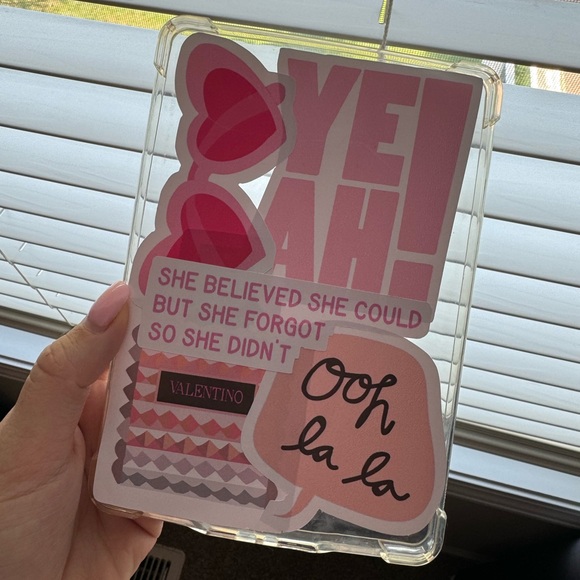 YE
AH!
SHE BELIEVED SHE COULD
BUT SHE FORGOT
SO SHE DIDN'T
VALENTINO
Ooh
la la